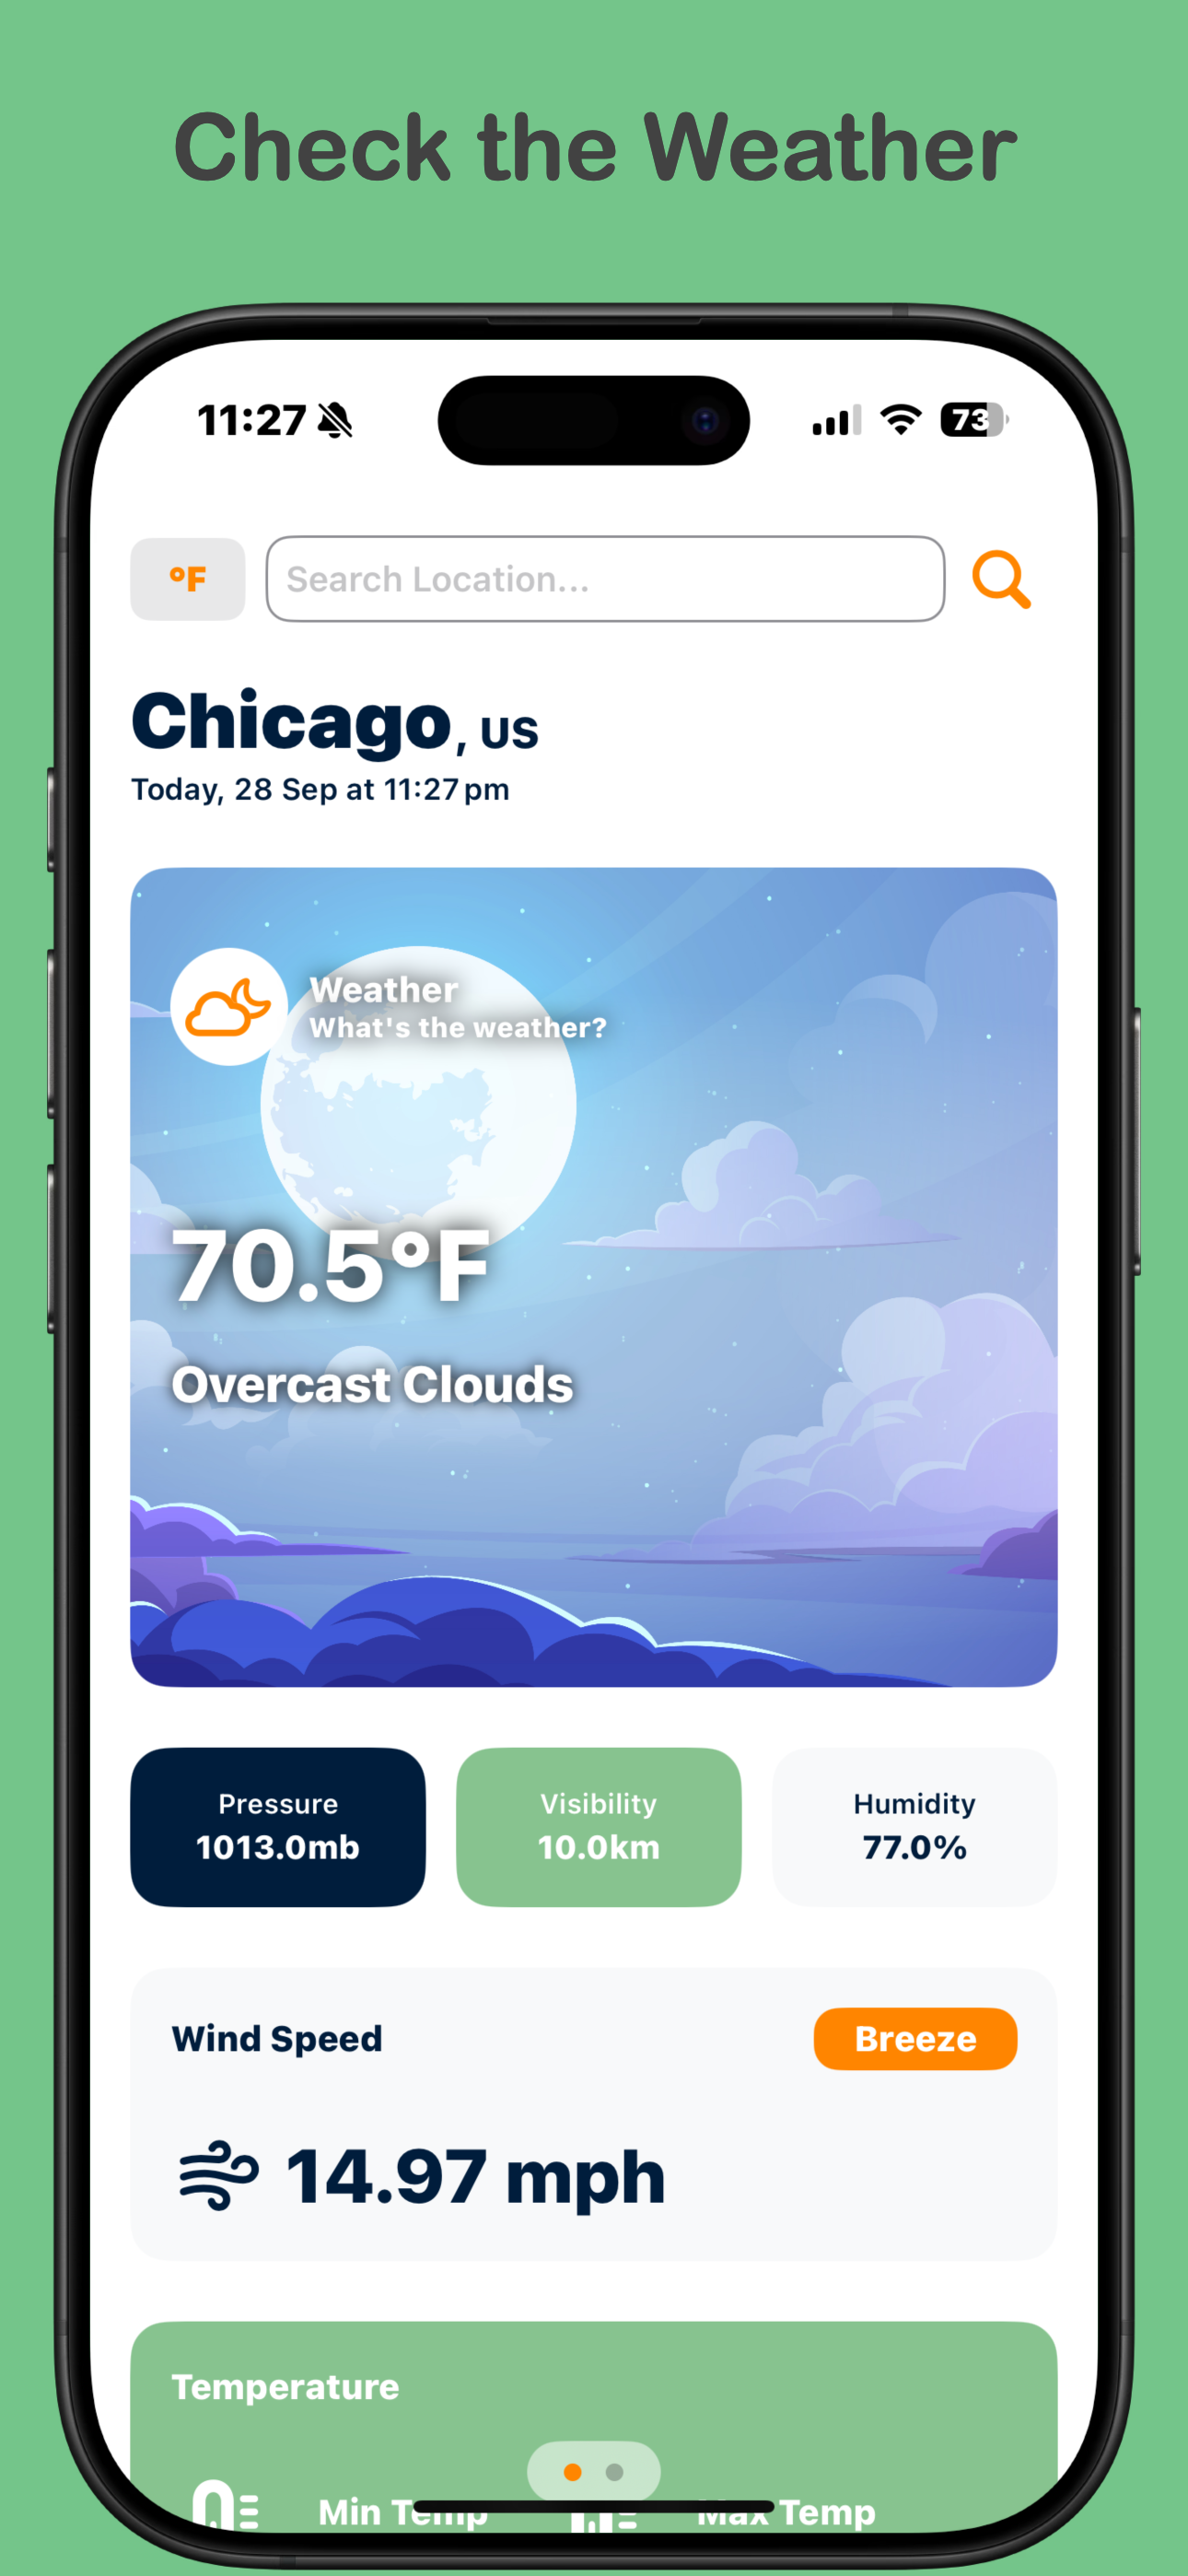 Check the Weather
11:27
73
°F
Search Location...
Chicago, US
Today, 28 Sep at 11:27 pm
Weather
What's the weather?
70.5°F
Overcast Clouds
Pressure
1013.0mb
Visibility
10.0km
Humidity
77.0%
Wind Speed
Breeze
14.97 mph
Temperature
Min Temp
Max Temp